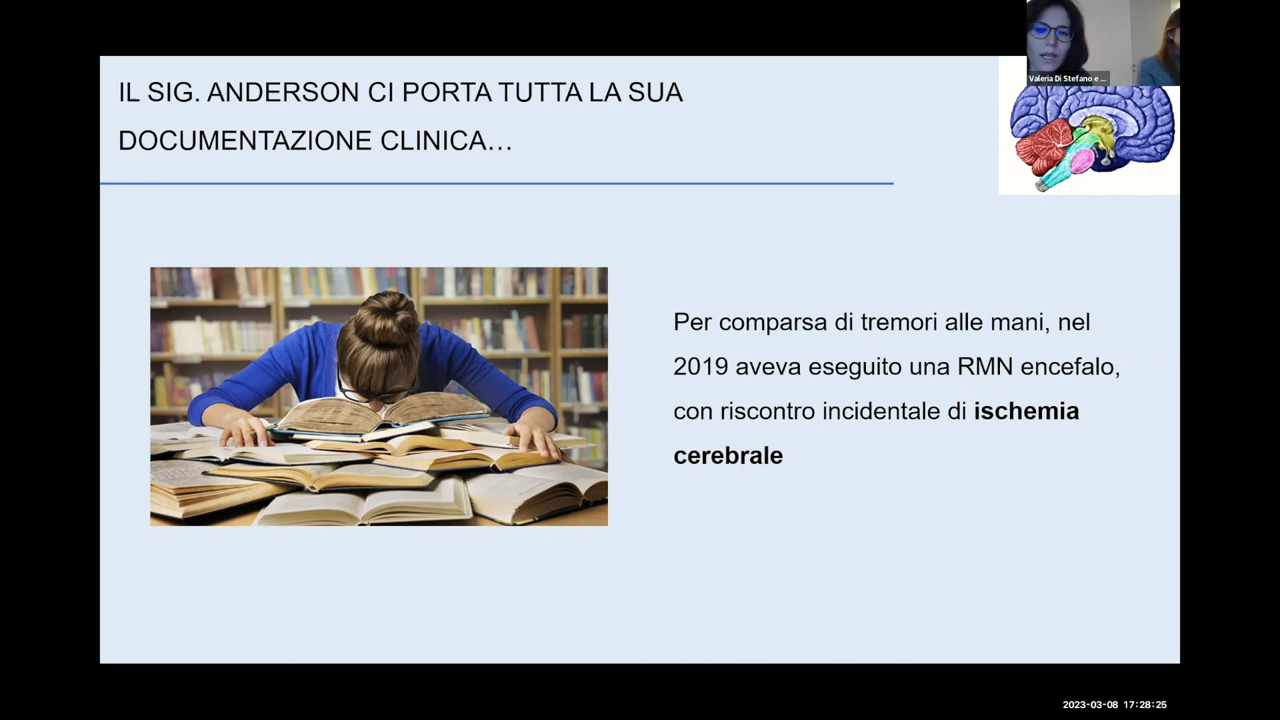 Valeria Di Stefano e ...
IL SIG. ANDERSON CI PORTA TUTTA LA SUA
DOCUMENTAZIONE CLINICA...
Per comparsa di tremori alle mani, nel
2019 aveva eseguito una RMN encefalo,
con riscontro incidentale di ischemia
cerebrale
2023-03-08 17:28:25